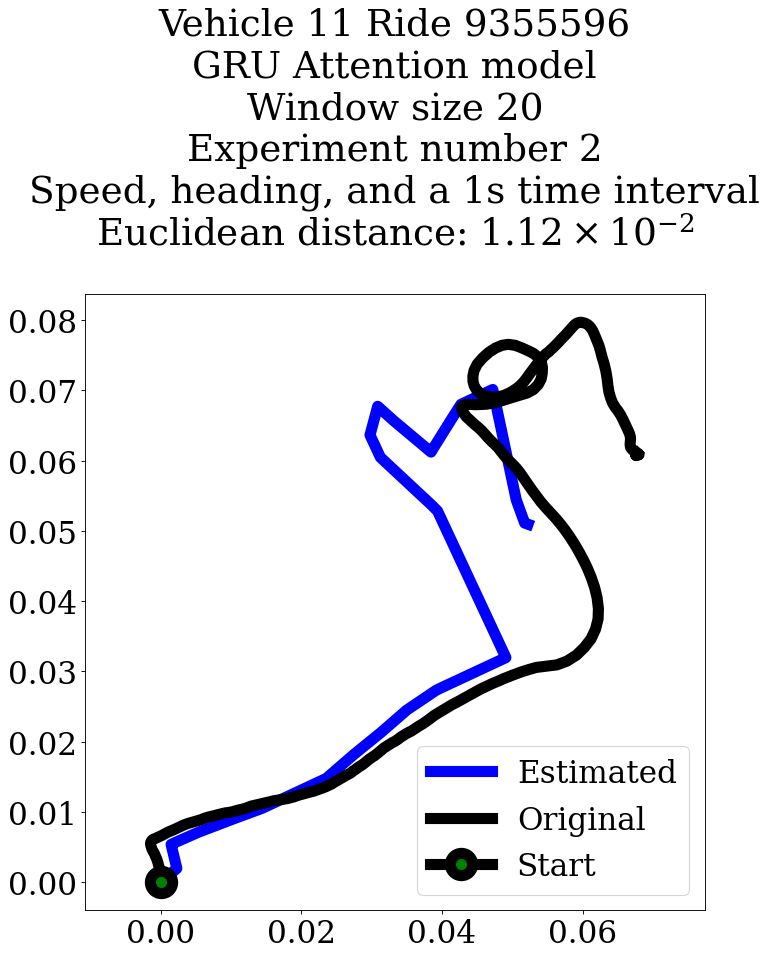 Vehicle 11 Ride 9355596
GRU Attention model
Window size 20
Experiment number 2
Speed, heading, and a 1s time interval
Euclidean distance: 1.12 × 10⁻²
0.08
0.07
0.06
0.05
0.04
0.03
0.02
0.01
0.00
Estimated
Original
Start
0.00 0.02 0.04 0.06